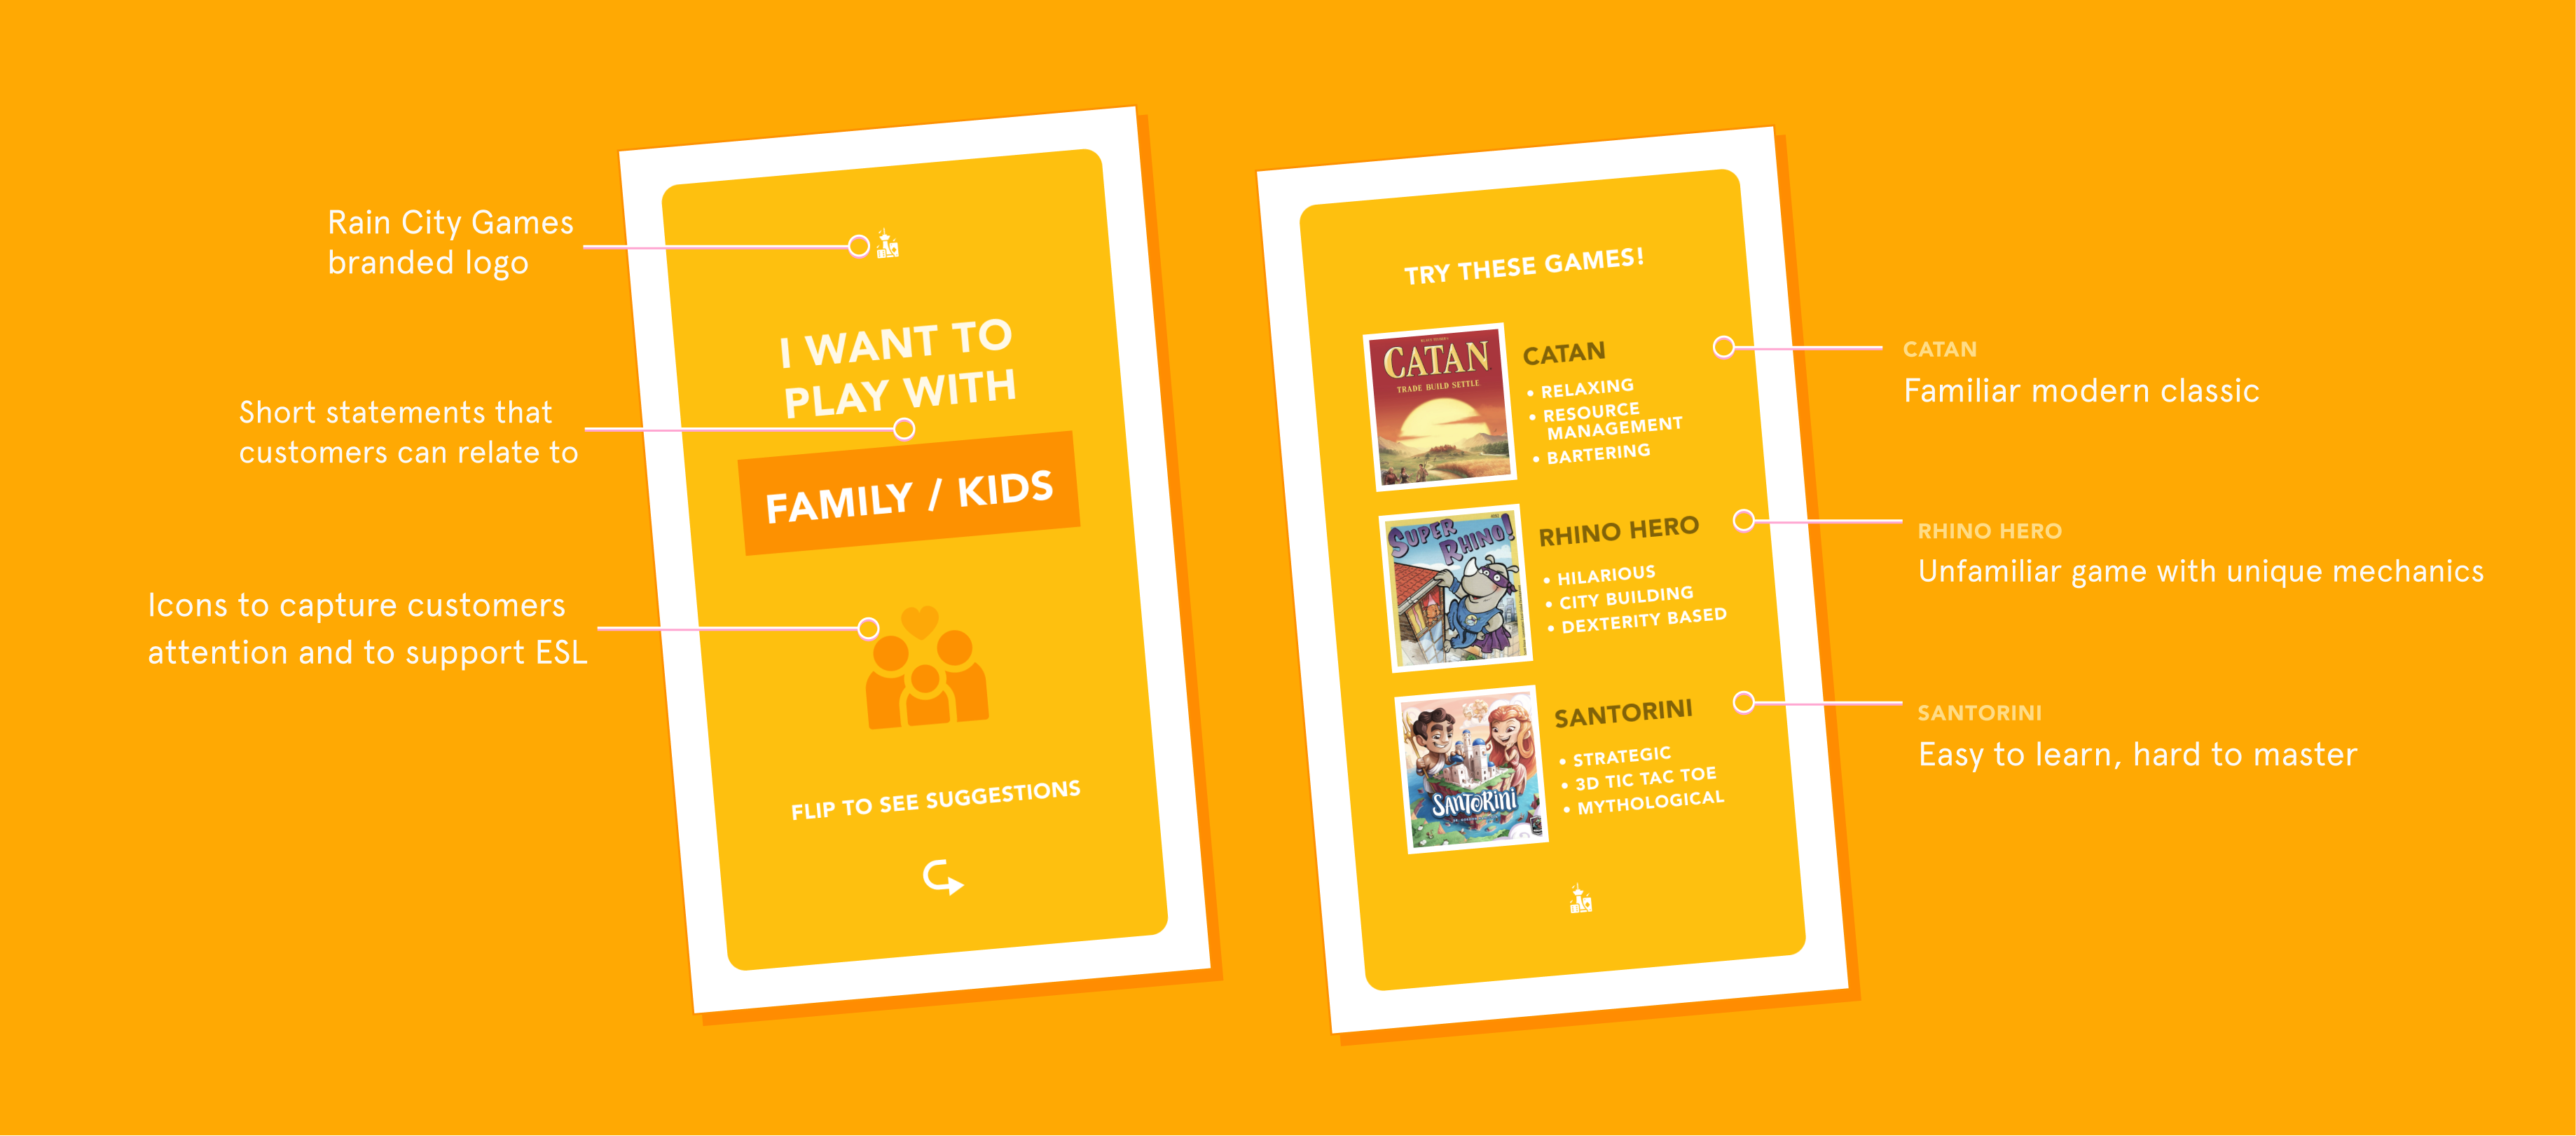 Rain City Games
branded logo
Short statements that
customers can relate to
Icons to capture customers
attention and to support ESL
I WANT TO
PLAY WITH
FAMILY / KIDS
FLIP TO SEE SUGGESTIONS
TRY THESE GAMES!
CATAN
TRADE BUILD SETTLE
CATAN
• RELAXING
• RESOURCE
MANAGEMENT
• BARTERING
SUPER
RHINO!
RHINO HERO
• HILARIOUS
• CITY BUILDING
• DEXTERITY BASED
SANTORINI
SANTORINI
• STRATEGIC
• 3D TIC TAC TOE
• MYTHOLOGICAL
CATAN
Familiar modern classic
RHINO HERO
Unfamiliar game with unique mechanics
SANTORINI
Easy to learn, hard to master